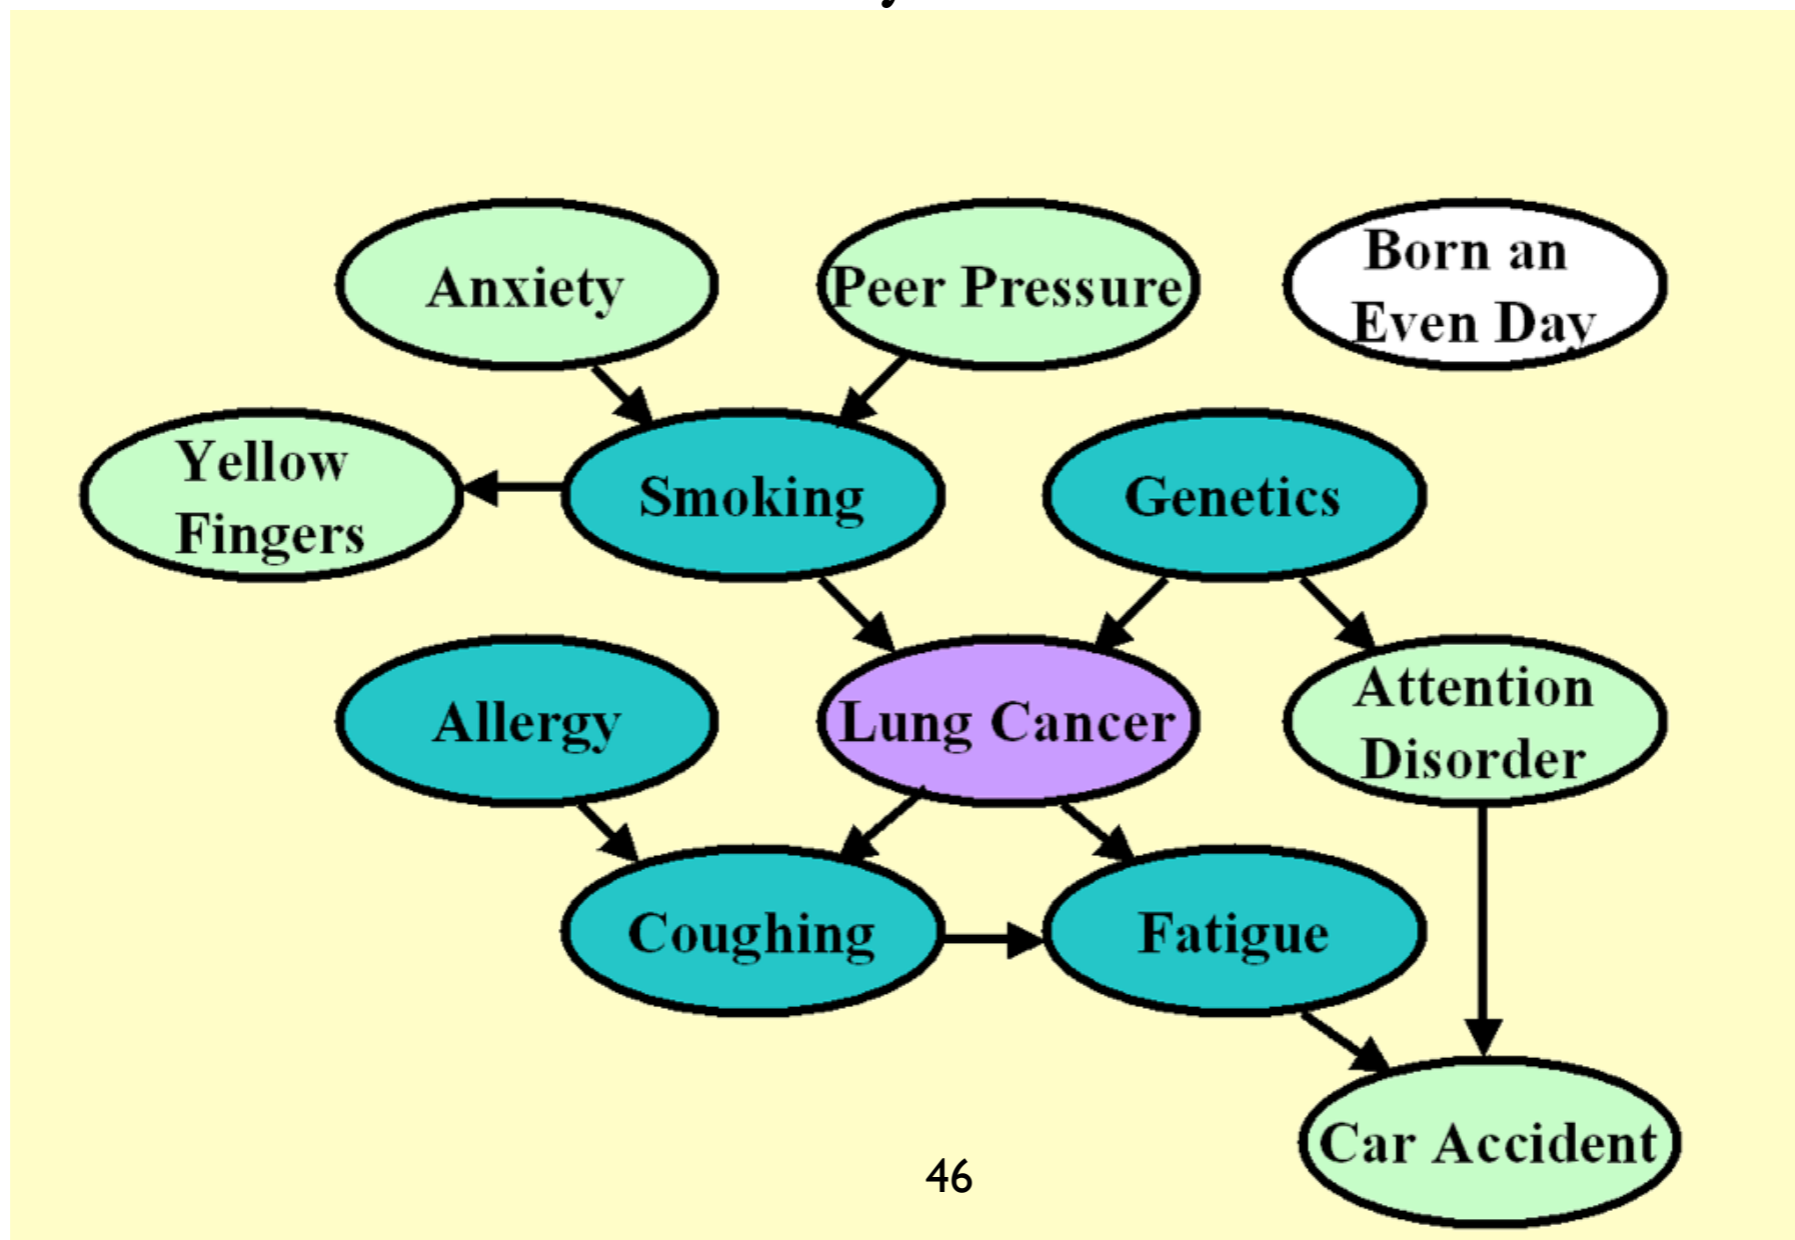 Anxiety
Peer Pressure
Born an
Even Day
Yellow
Fingers
Smoking
Genetics
Allergy
Lung Cancer
Attention
Disorder
Coughing
Fatigue
Car Accident
46